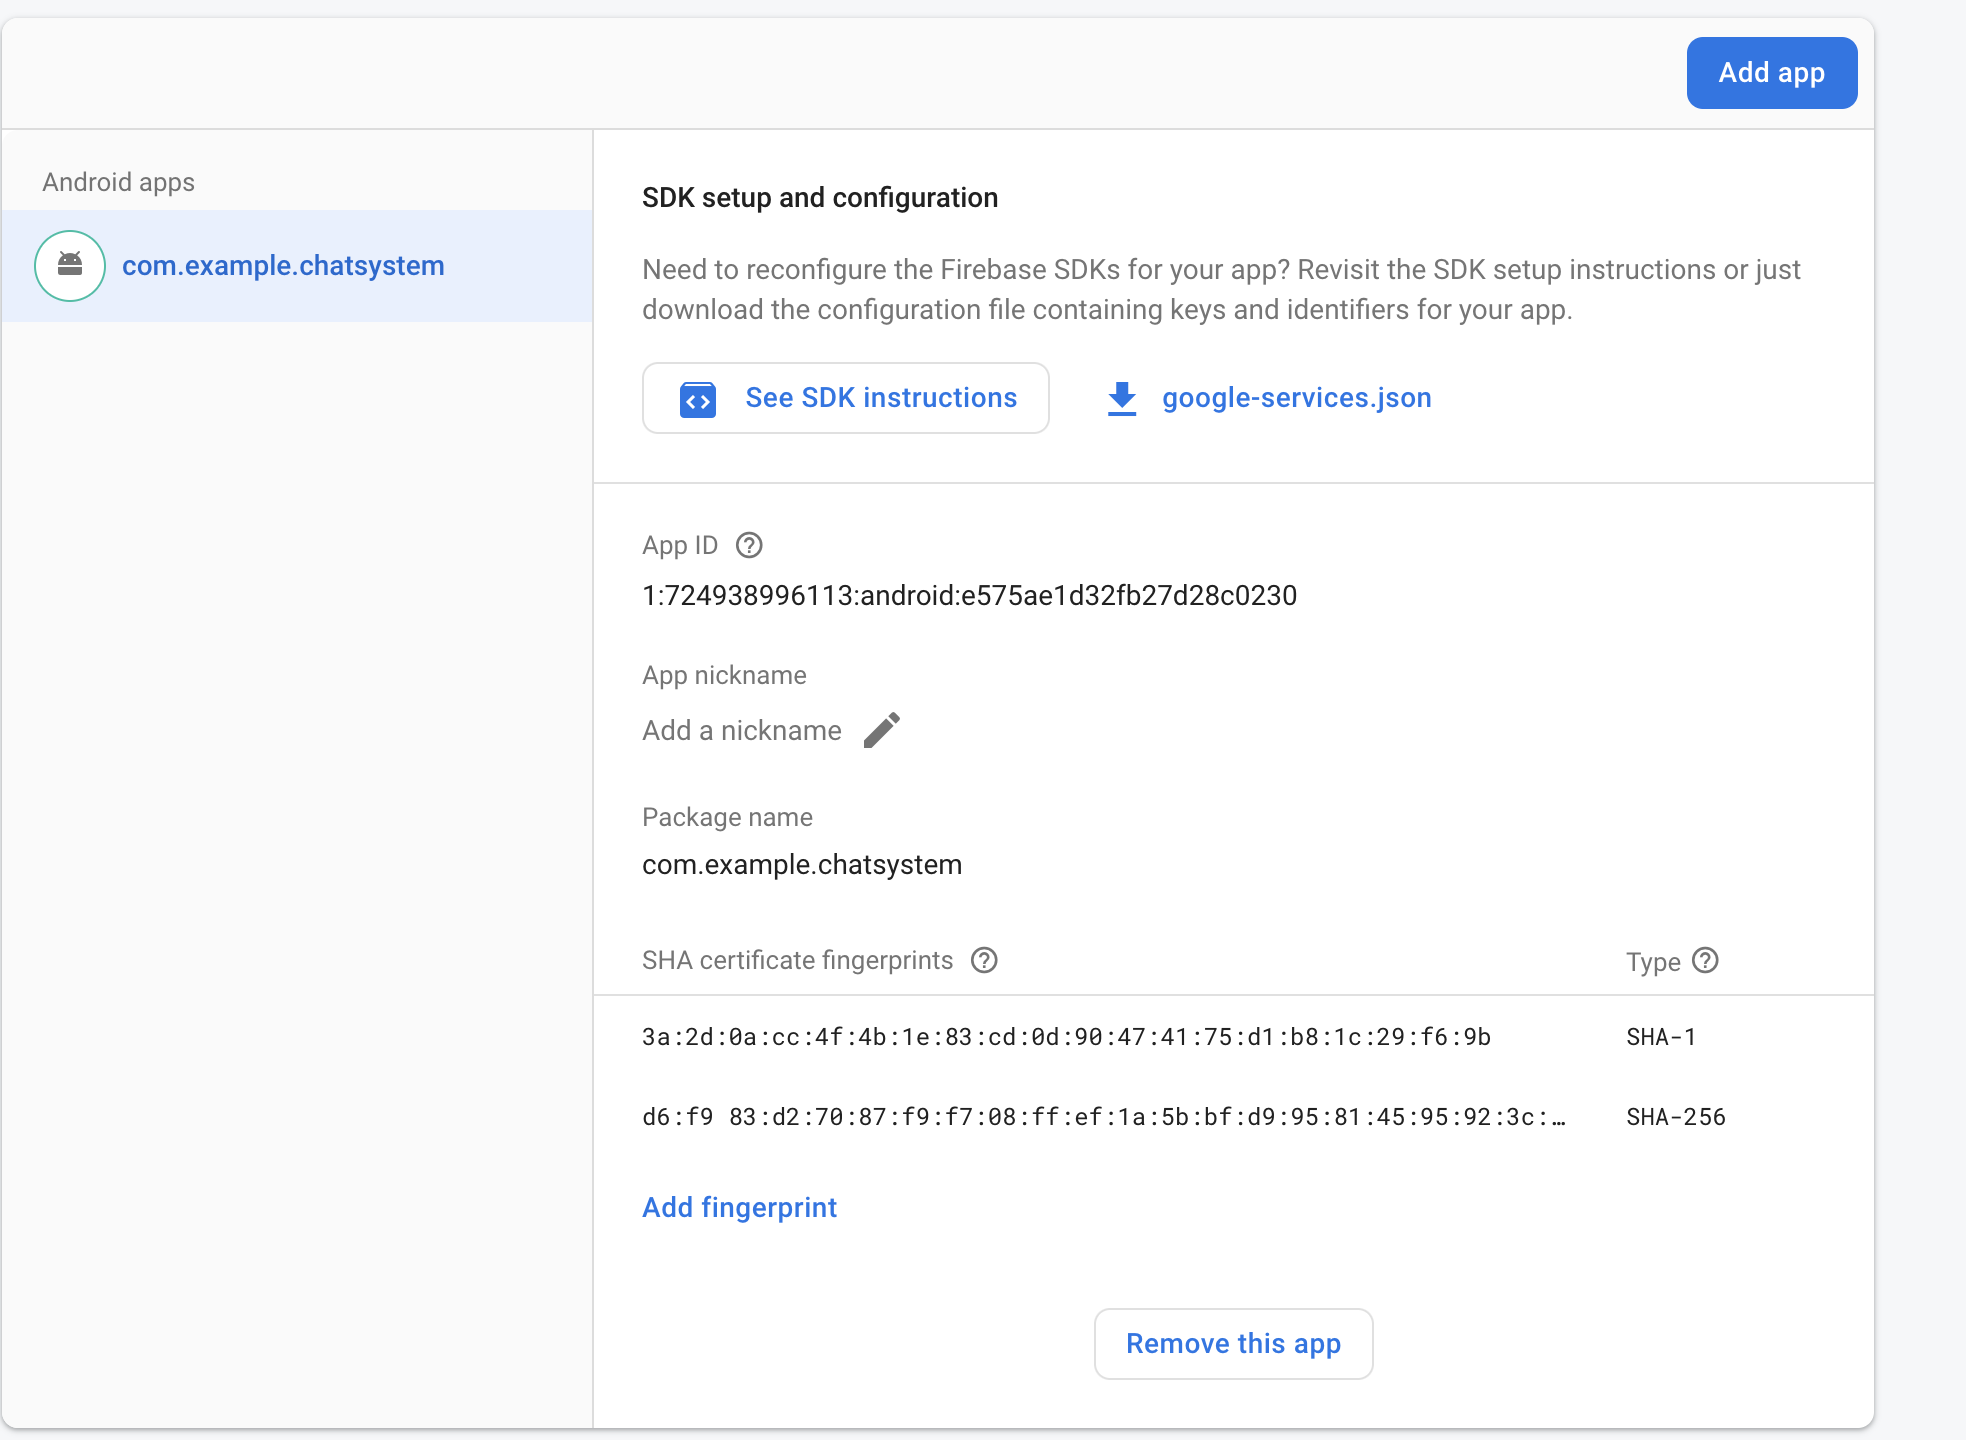 Add app
Android apps
com.example.chatsystem
SDK setup and configuration
Need to reconfigure the Firebase SDKs for your app? Revisit the SDK setup instructions or just
download the configuration file containing keys and identifiers for your app.
See SDK instructions
google-services.json
App ID
1:724938996113:android:e575ae1d32fb27d28c0230
App nickname
Add a nickname
Package name
com.example.chatsystem
SHA certificate fingerprints Type
3a:2d:0a:cc:4f:4b:1e:83:cd:0d:90:47:41:75:d1:b8:1c:29:f6:9b SHA-1
d6:f9 83:d2:70:87:f9:f7:08:ff:ef:1a:5b:bf:d9:95:81:45:95:92:3c:… SHA-256
Add fingerprint
Remove this app